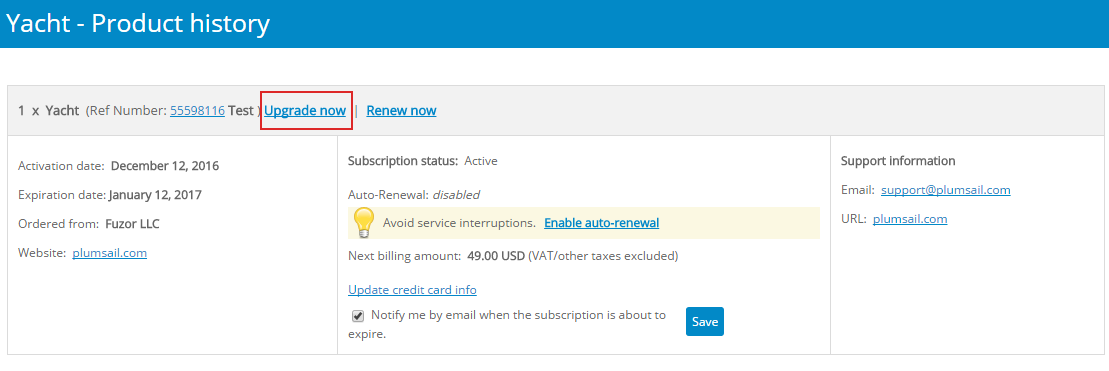 Yacht - Product history
1 x Yacht (Ref Number: 55598116 Test ) Upgrade now | Renew now
Activation date: December 12, 2016
Expiration date: January 12, 2017
Ordered from: Fuzor LLC
Website: plumsail.com
Subscription status: Active
Auto-Renewal: disabled
Avoid service interruptions. Enable auto-renewal
Next billing amount: 49.00 USD (VAT/other taxes excluded)
Update credit card info
Notify me by email when the subscription is about to
expire.
Save
Support information
Email: support@plumsail.com
URL: plumsail.com